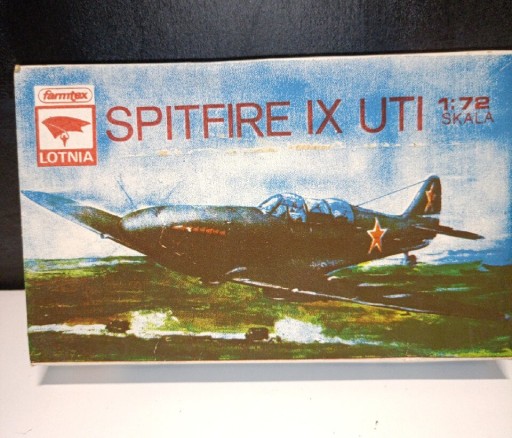 farmtex
LOTNIA
SPITFIRE IX UTI
1:72
SKALA